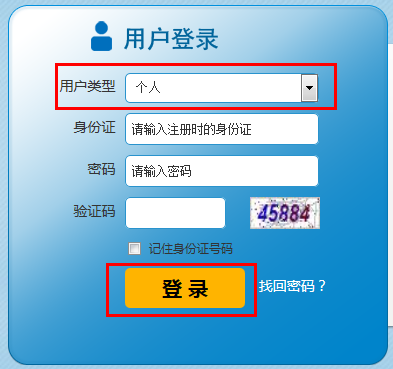 用户登录
用户类型 个人
身份证 请输入注册时的身份证
密码 请输入密码
验证码 45884
记住身份证号码
登录 找回密码？